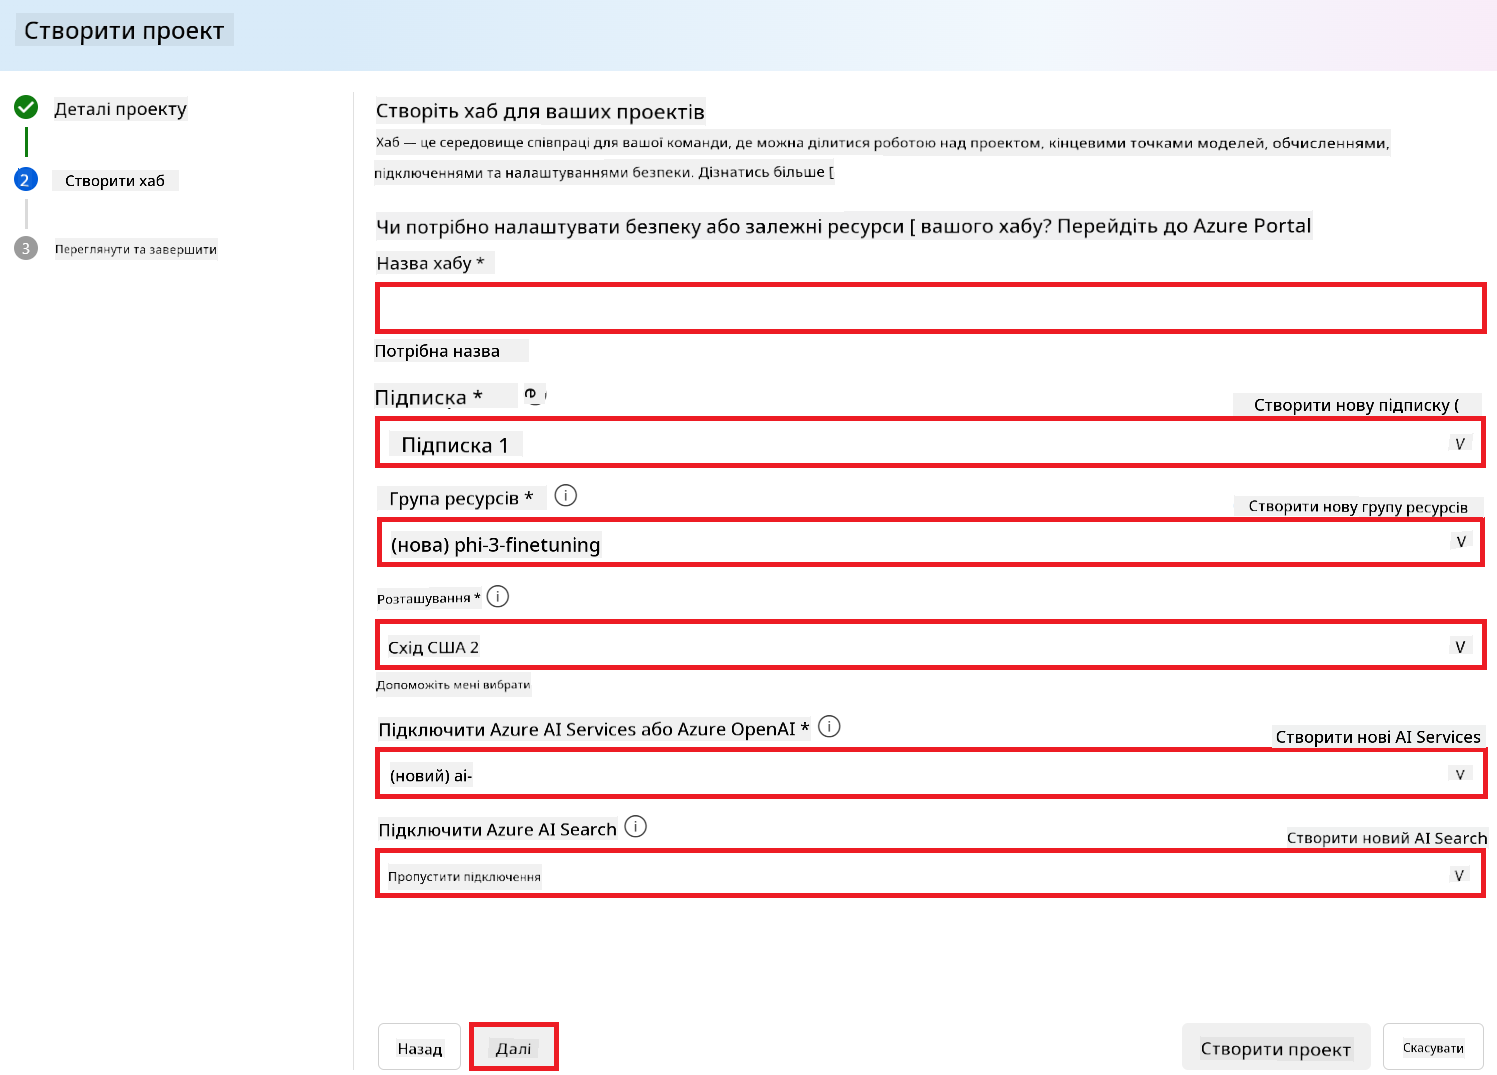 Створити проект
Деталі проекту
2
Створити хаб
3
Переглянути та завершити
Створіть хаб для ваших проектів
Хаб — це середовище співпраці для вашої команди, де можна ділитися роботою над проектом, кінцевими точками моделей, обчисленнями,
підключеннями та налаштуваннями безпеки. Дізнатись більше [
Чи потрібно налаштувати безпеку або залежні ресурси [ вашого хабу? Перейдіть до Azure Portal
Назва хабу *
Потрібна назва
Підписка *
Створити нову підписку (
Підписка 1
V
Група ресурсів * i
Створити нову групу ресурсів
(нова) phi-3-finetuning
V
Розташування * i
Схід США 2
V
Допоможіть мені вибрати
Підключити Azure AI Services або Azure OpenAI * i
Створити нові AI Services
(новий) ai-
V
Підключити Azure AI Search i
Створити новий AI Search
Пропустити підключення
V
Назад
Далі
Створити проект
Скасувати